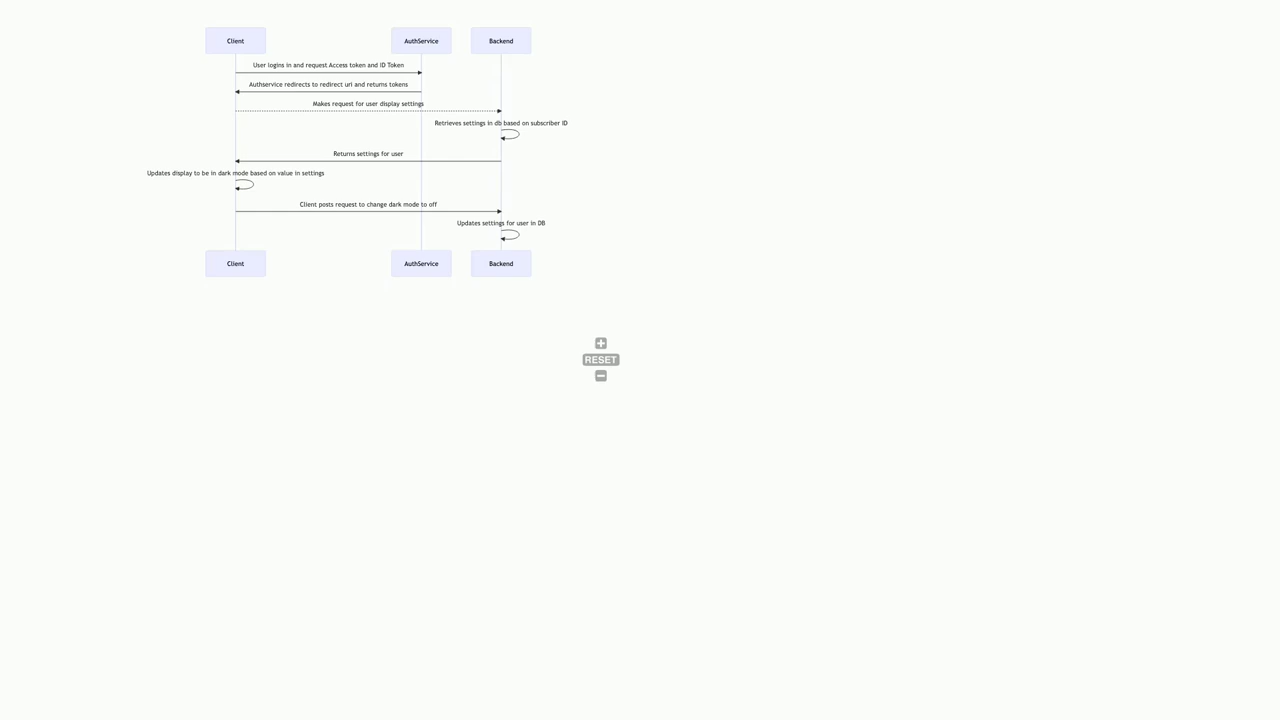 Client AuthService Backend
User logins in and request Access token and ID Token
Authservice redirects to redirect uri and returns tokens
Makes request for user display settings
Retrieves settings in db based on subscriber ID
Returns settings for user
Updates display to be in dark mode based on value in settings
Client posts request to change dark mode to off
Updates settings for user in DB
Client AuthService Backend
RESET